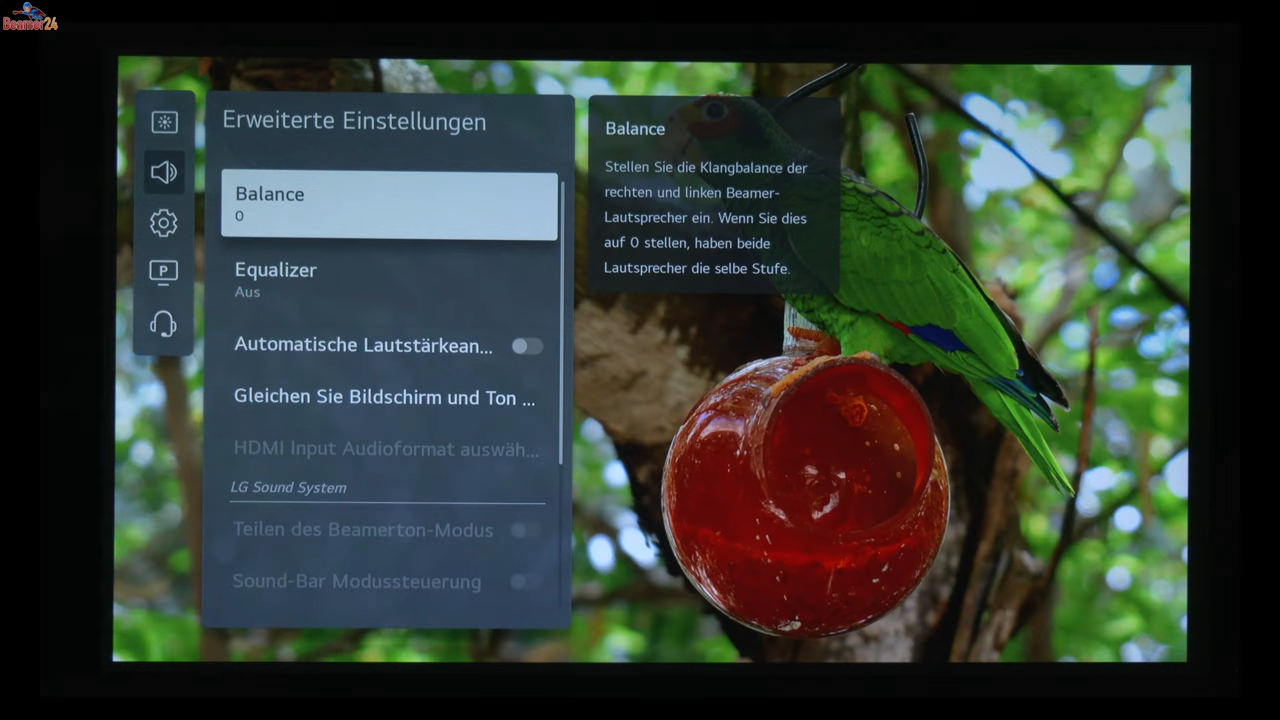 Beamer24
Erweiterte Einstellungen
Balance
0
Equalizer
Aus
Automatische Lautstärkean...
Gleichen Sie Bildschirm und Ton ...
HDMI Input Audioformat auswäh...
LG Sound System
Teilen des Beamerton-Modus
Sound-Bar Modussteuerung
P
Balance
Stellen Sie die Klangbalance der
rechten und linken Beamer-
Lautsprecher ein. Wenn Sie dies
auf 0 stellen, haben beide
Lautsprecher die selbe Stufe.